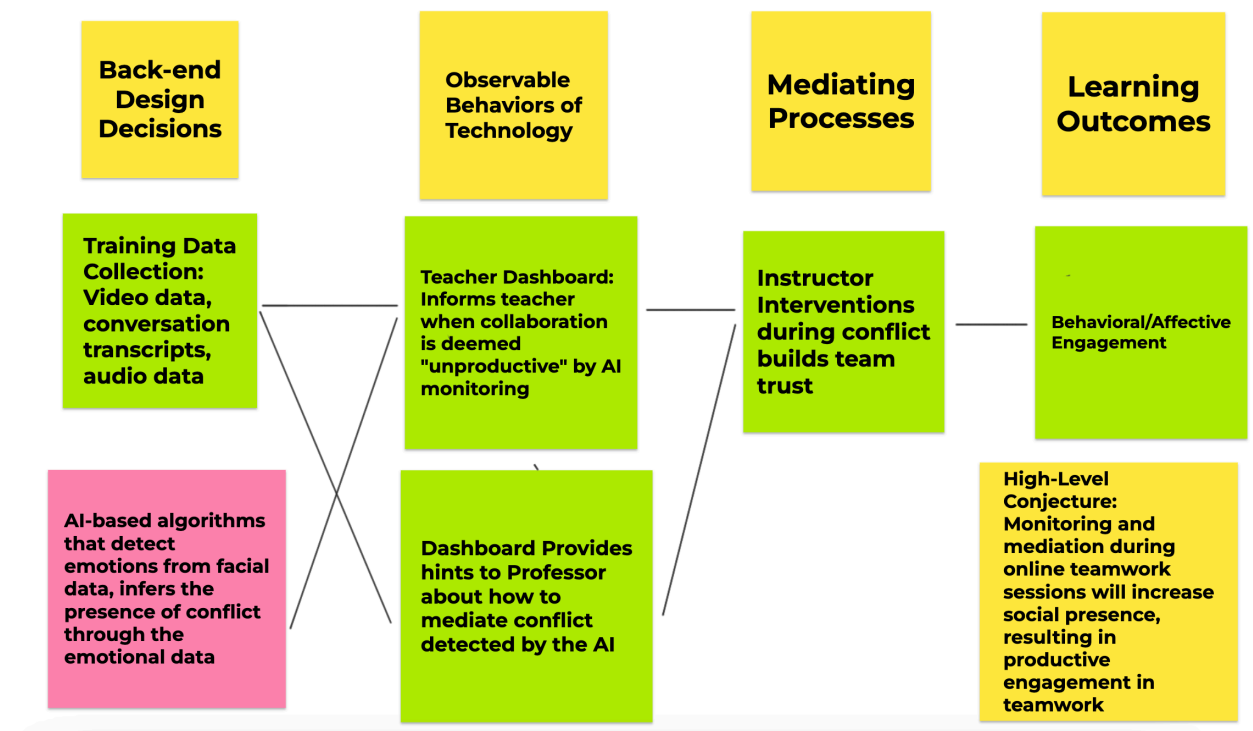 Back-end
Design
Decisions
Observable
Behaviors of
Technology
Mediating
Processes
Learning
Outcomes
Training Data
Collection:
Video data,
conversation
transcripts,
audio data
Teacher Dashboard:
Informs teacher
when collaboration
is deemed
"unproductive" by AI
monitoring
Instructor
Interventions
during conflict
builds team
trust
Behavioral/Affective
Engagement
AI-based algorithms
that detect
emotions from facial
data, infers the
presence of conflict
through the
emotional data
Dashboard Provides
hints to Professor
about how to
mediate conflict
detected by the AI
High-Level
Conjecture:
Monitoring and
mediation during
online teamwork
sessions will increase
social presence,
resulting in
productive
engagement in
teamwork